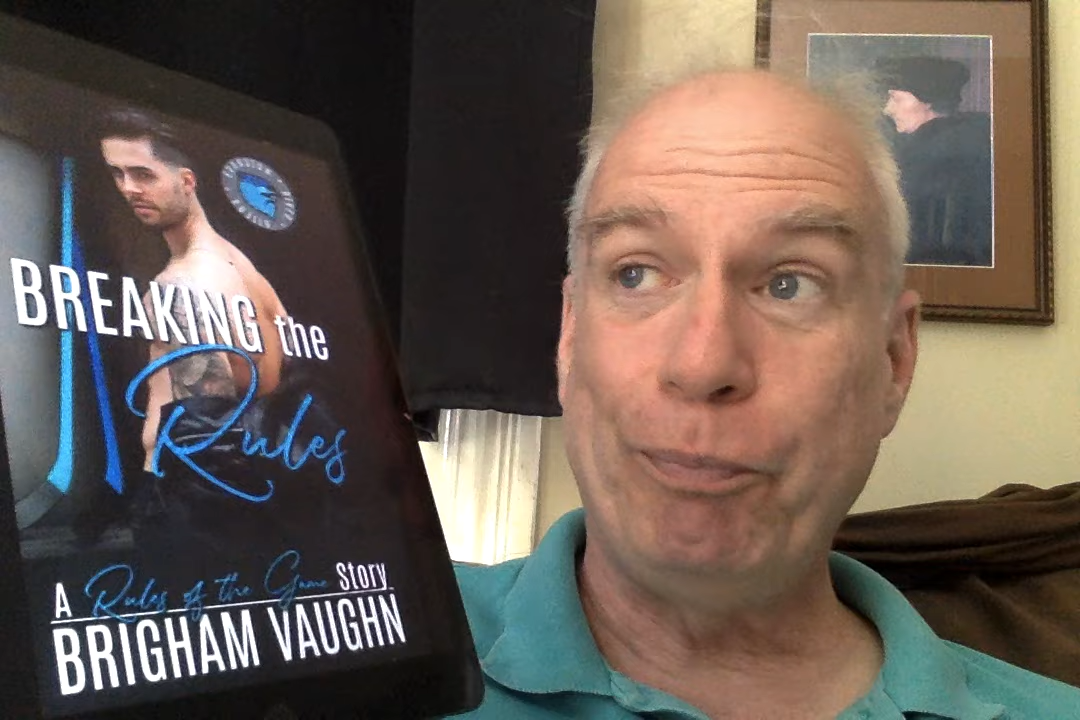 BREAKING the
Rules
A Rules of the Game Story
BRIGHAM VAUGHN